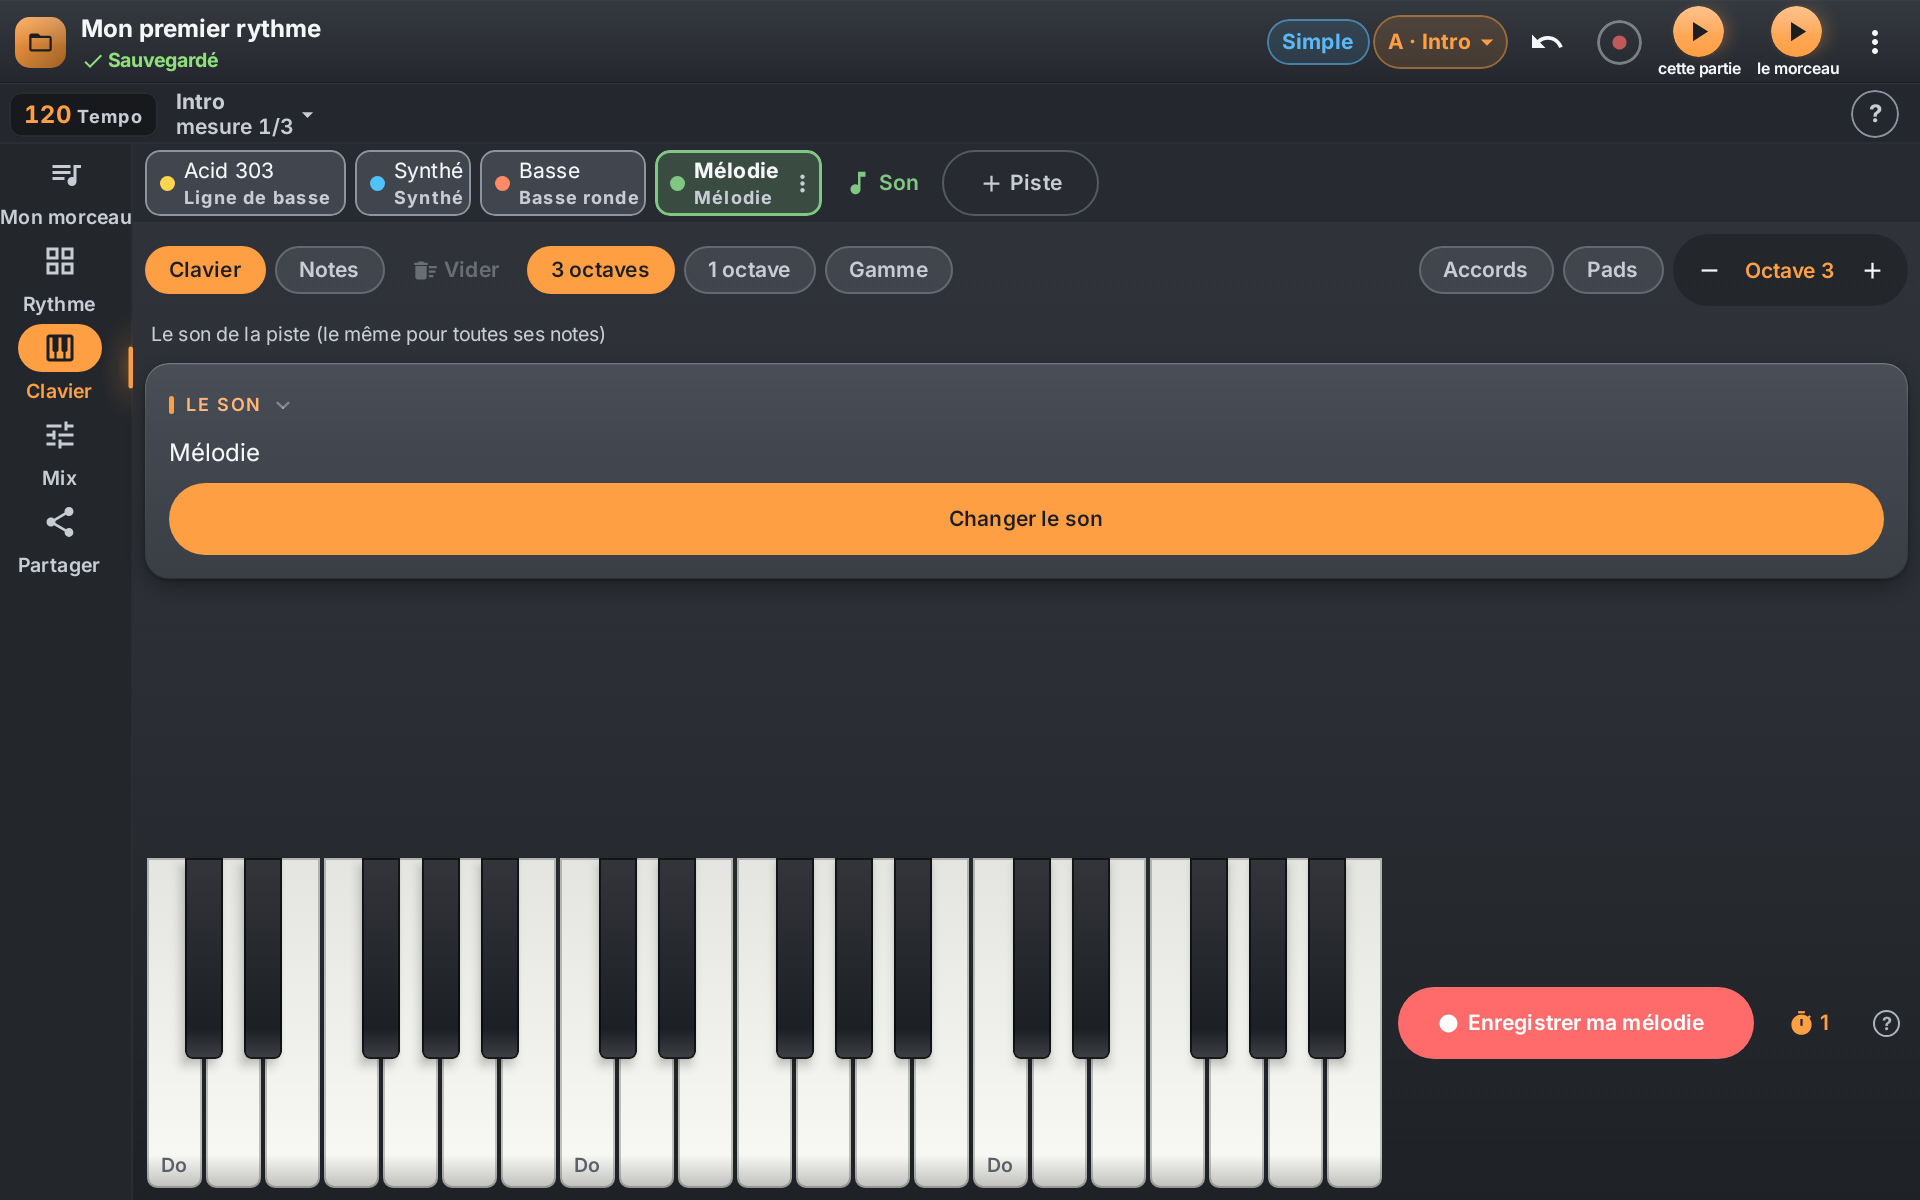 Mon premier rythme
Sauvegardé
Simple
A · Intro
cette partie
le morceau
120 Tempo
Intro
mesure 1/3
?
Mon morceau
Rythme
Clavier
Mix
Partager
Acid 303
Ligne de basse
Synthé
Synthé
Basse
Basse ronde
Mélodie
Mélodie
Son
+ Piste
Clavier
Notes
Vider
3 octaves
1 octave
Gamme
Accords
Pads
− Octave 3 +
Le son de la piste (le même pour toutes ses notes)
LE SON
Mélodie
Changer le son
Enregistrer ma mélodie
1
?
Do
Do
Do